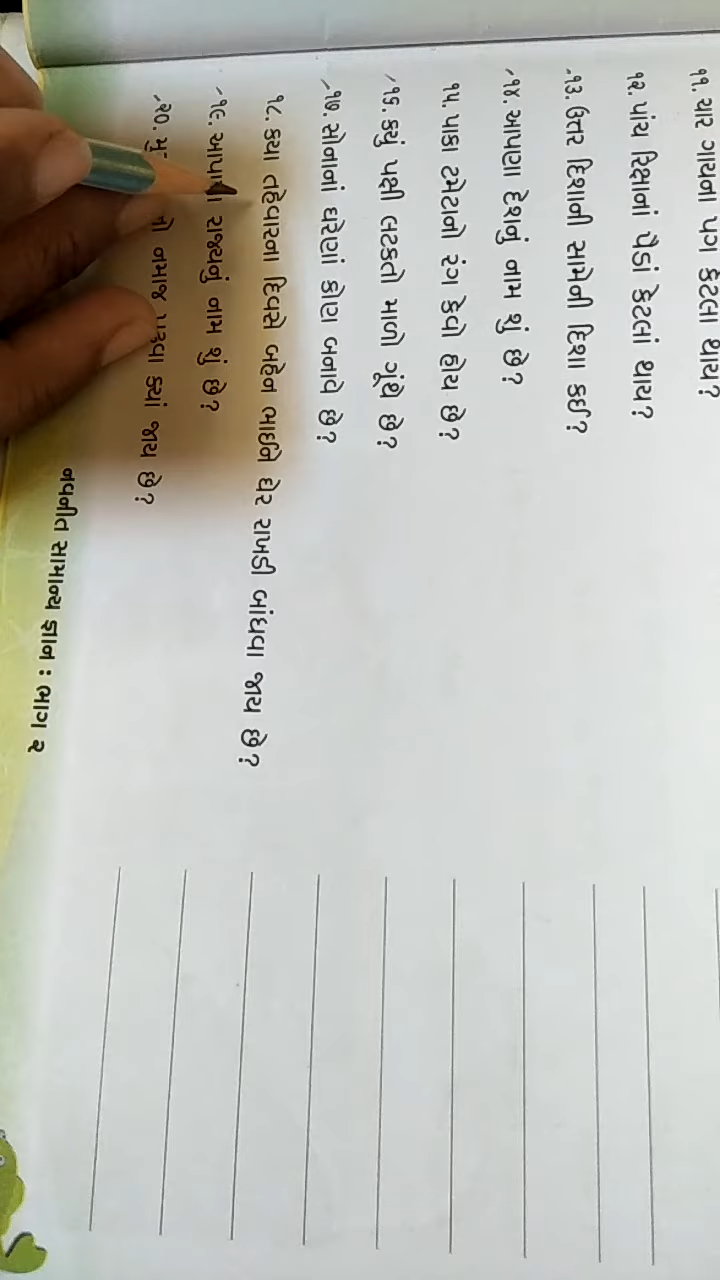 ૧૧. ચાર ગાયના પગ કેટલા થાય?
૧૨. પાંચ રિક્ષાનાં પૈડાં કેટલાં થાય?
૧૩. ઉત્તર દિશાની સામેની દિશા કઈ?
૧૪. આપણા દેશનું નામ શું છે?
૧૫. પાકા ટમેટાનો રંગ કેવો હોય છે?
૧૬. કયું પક્ષી લટકતો માળો ગૂંથે છે?
૧૭. સોનાનાં ઘરેણાં કોણ બનાવે છે?
૧૮. કયા તહેવારના દિવસે બહેન ભાઈને ઘેર રાખડી બાંધવા જાય છે?
૧૯. આપણા રાજ્યનું નામ શું છે?
૨૦. નમાજ પઢવા ક્યાં જાય છે?
નવનીત સામાન્ય જ્ઞાન : ભાગ ૨